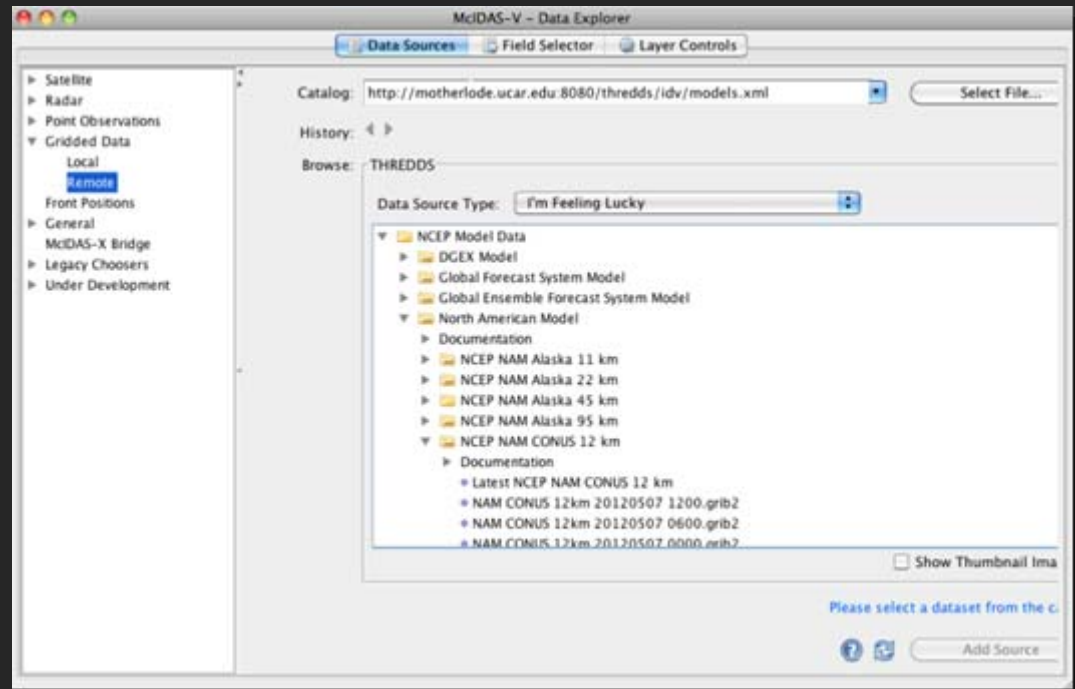 McIDAS-V - Data Explorer
Data Sources
Field Selector
Layer Controls
Satellite
Radar
Point Observations
Gridded Data
Local
Remote
Front Positions
General
McIDAS-X Bridge
Legacy Choosers
Under Development
Catalog: http://motherlode.ucar.edu:8080/thredds/idv/models.xml
Select File...
History:
Browse: THREDDS
Data Source Type: I'm Feeling Lucky
NCEP Model Data
DGEX Model
Global Forecast System Model
Global Ensemble Forecast System Model
North American Model
Documentation
NCEP NAM Alaska 11 km
NCEP NAM Alaska 22 km
NCEP NAM Alaska 45 km
NCEP NAM Alaska 95 km
NCEP NAM CONUS 12 km
Documentation
Latest NCEP NAM CONUS 12 km
NAM CONUS 12km 20120507 1200.grib2
NAM CONUS 12km 20120507 0600.grib2
NAM CONUS 12km 20120507 0000.grib2
Show Thumbnail Ima
Please select a dataset from the c
Add Source